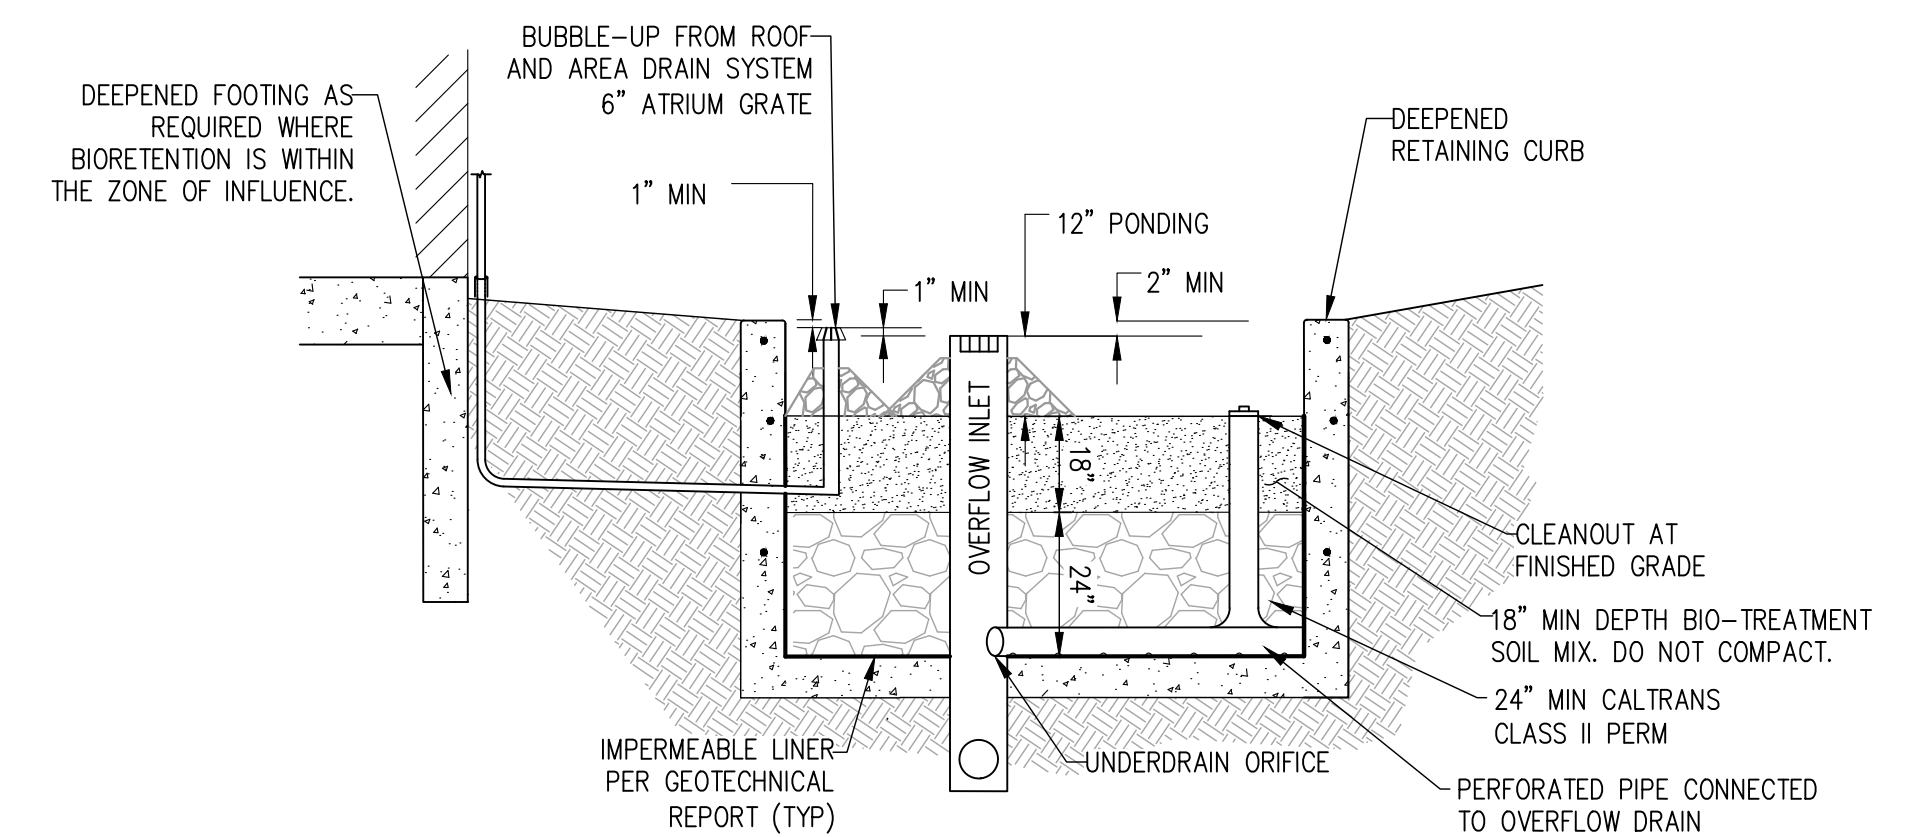 BUBBLE-UP FROM ROOF
AND AREA DRAIN SYSTEM
6" ATRIUM GRATE
DEEPENED FOOTING AS
REQUIRED WHERE
BIORETENTION IS WITHIN
THE ZONE OF INFLUENCE.
DEEPENED
RETAINING CURB
1" MIN
12" PONDING
1" MIN
2" MIN
OVERFLOW INLET
18"
24"
CLEANOUT AT
FINISHED GRADE
18" MIN DEPTH BIO-TREATMENT
SOIL MIX. DO NOT COMPACT.
24" MIN CALTRANS
CLASS II PERM
IMPERMEABLE LINER
PER GEOTECHNICAL
REPORT (TYP)
UNDERDRAIN ORIFICE
PERFORATED PIPE CONNECTED
TO OVERFLOW DRAIN